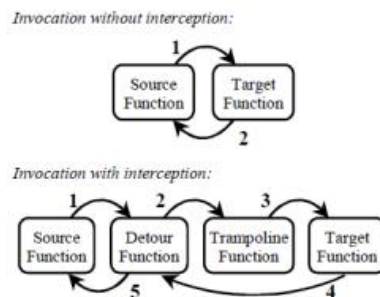 Invocation without interception:
1
Source
Function
Target
Function
2
Invocation with interception:
1
2
3
Source
Function
Detour
Function
Trampoline
Function
Target
Function
5
4